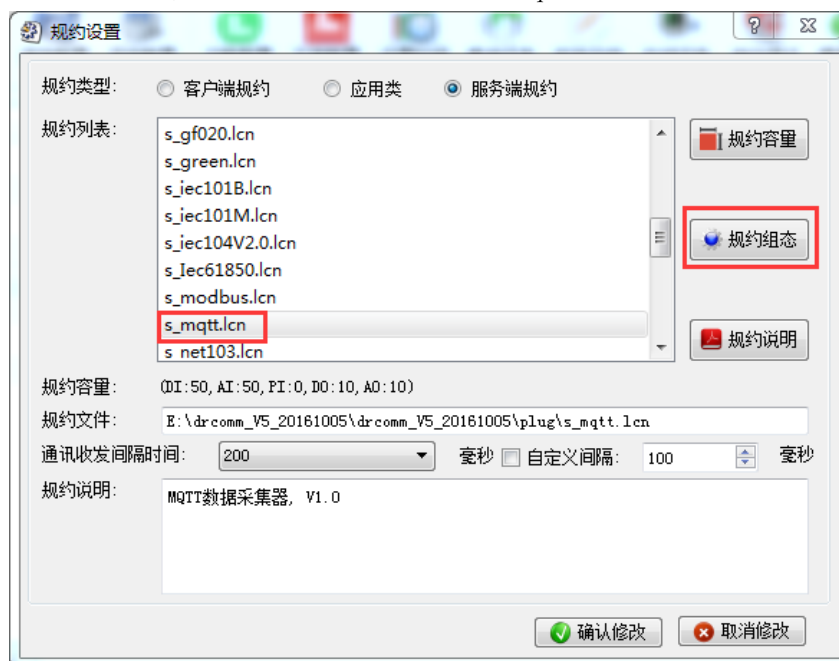 规约设置
规约类型: 客户端规约 应用类 服务端规约
规约列表:
s_gf020.lcn
s_green.lcn
s_iec101B.lcn
s_iec101M.lcn
s_iec104V2.0.lcn
s_Iec61850.lcn
s_modbus.lcn
s_mqtt.lcn
s_net103.lcn
规约容量
规约组态
规约说明
规约容量: (DI:50, AI:50, PI:0, DO:10, AO:10)
规约文件: E:\drcomm_V5_20161005\drcomm_V5_20161005\plug\s_mqtt.lcn
通讯收发间隔时间: 200 毫秒 自定义间隔: 100 毫秒
规约说明: MQTT数据采集器, V1.0
确认修改 取消修改